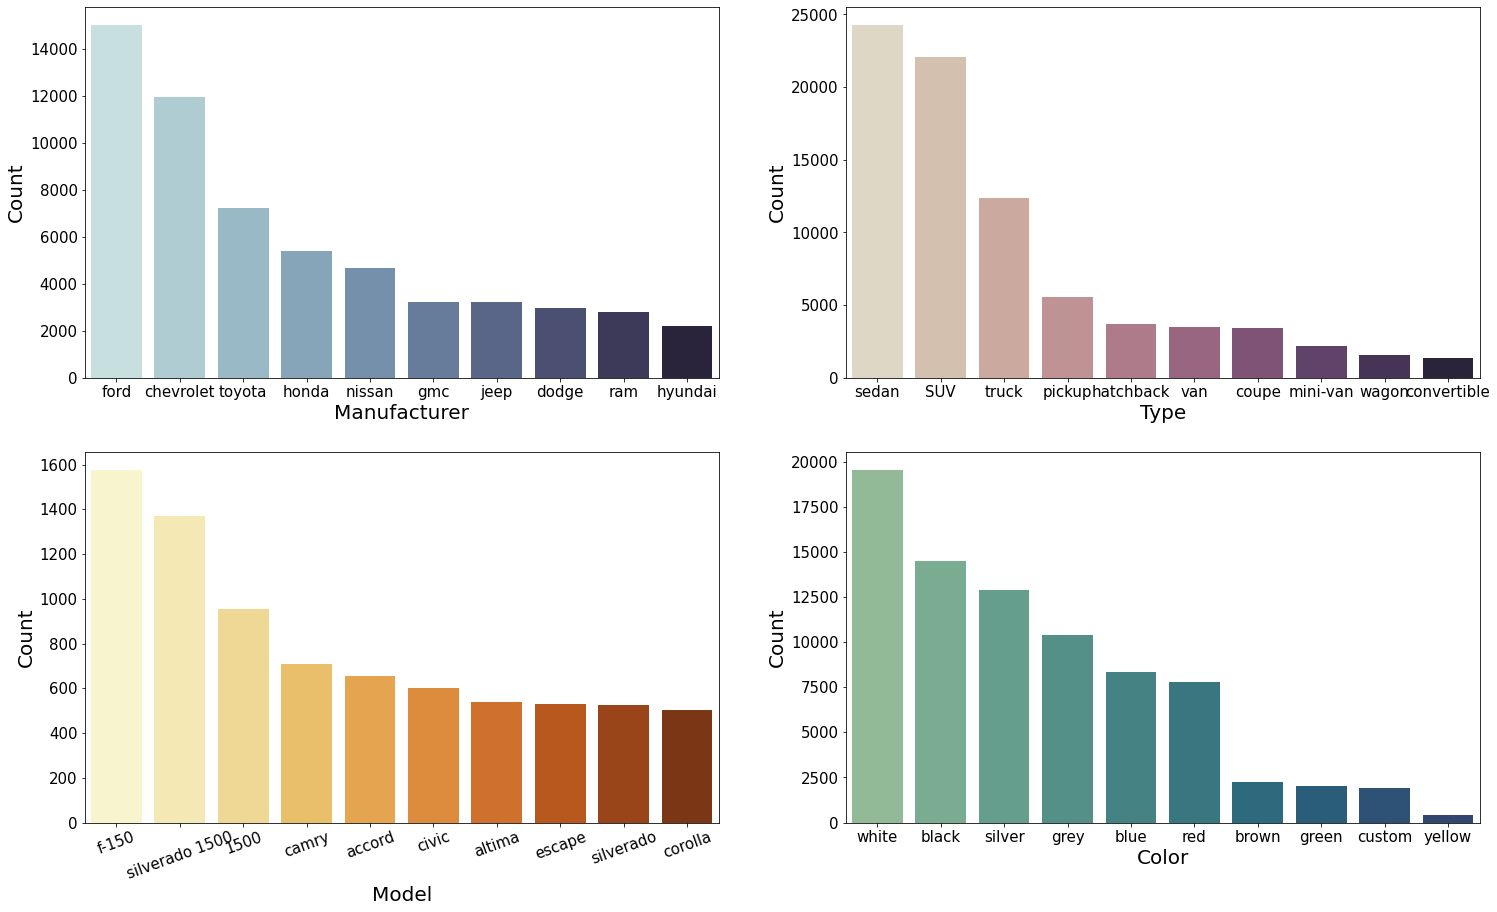 14000
12000
10000
8000
6000
4000
2000
0
Count
ford chevrolet toyota honda nissan gmc jeep dodge ram hyundai
Manufacturer
25000
20000
15000
10000
5000
0
Count
sedan SUV truck pickup hatchback van coupe mini-van wagon convertible
Type
1600
1400
1200
1000
800
600
400
200
0
Count
f-150 silverado 1500 1500 camry accord civic altima escape silverado corolla
Model
20000
17500
15000
12500
10000
7500
5000
2500
0
Count
white black silver grey blue red brown green custom yellow
Color